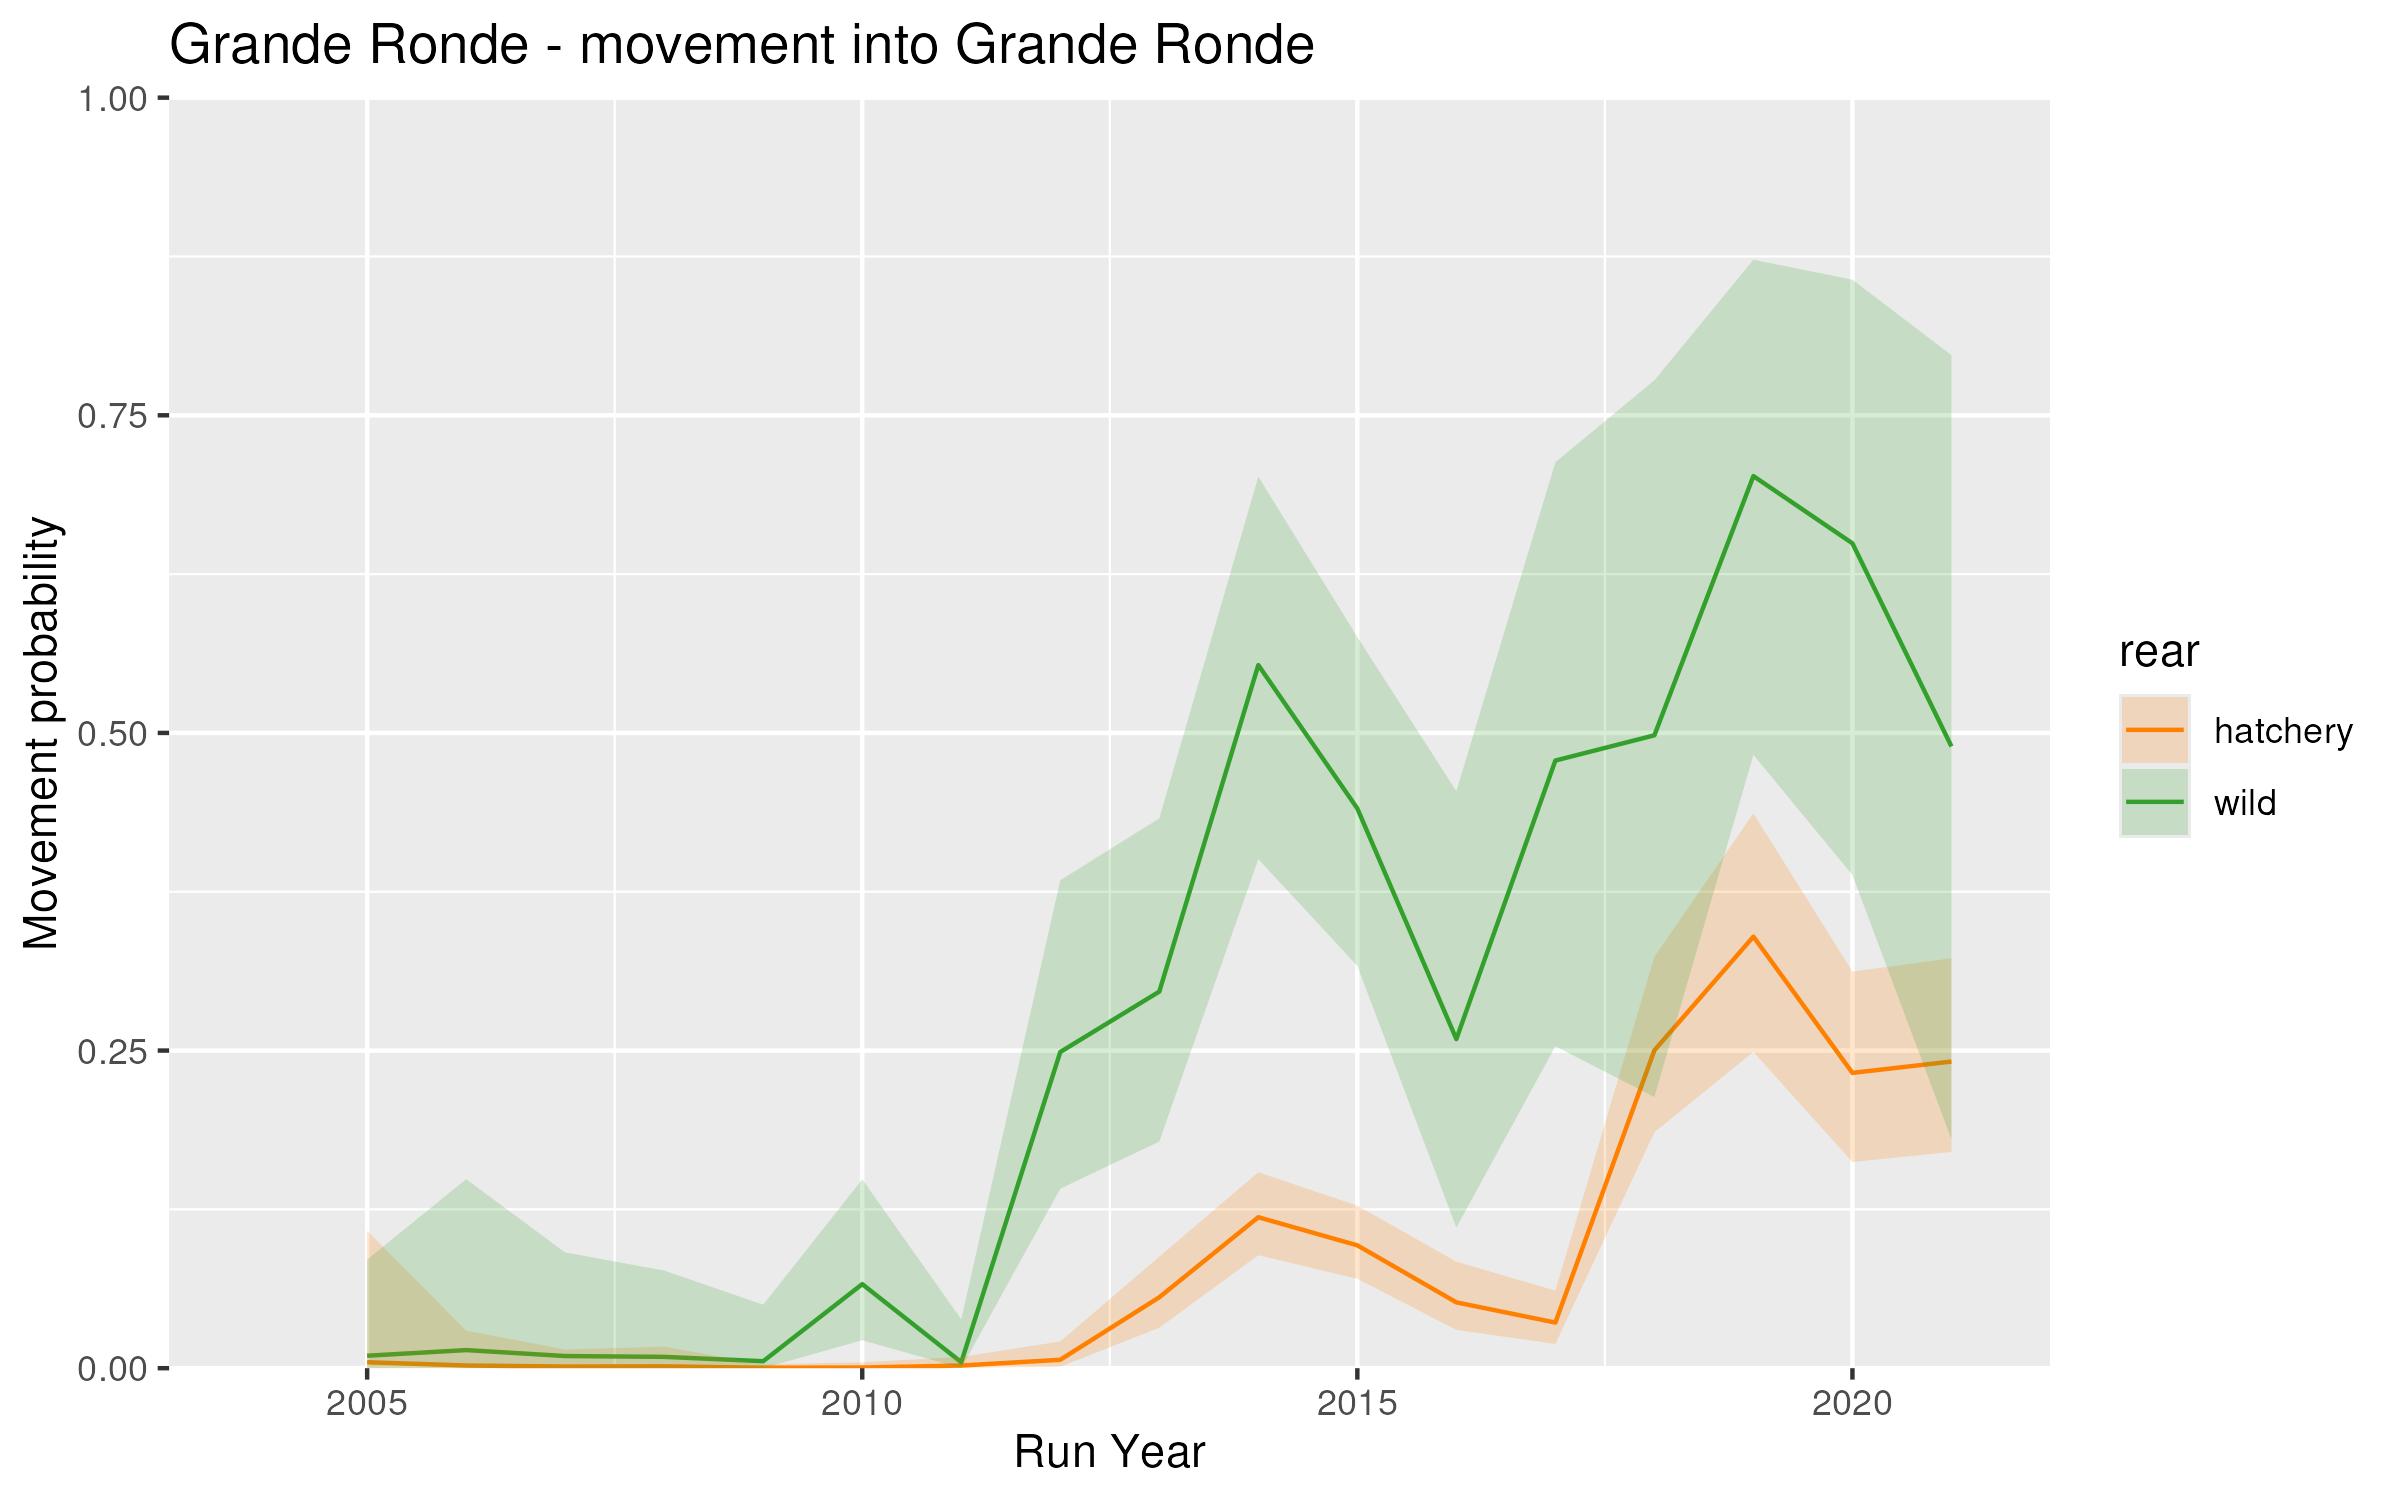 Grande Ronde - movement into Grande Ronde
1.00
0.75
0.50
0.25
0.00
Movement probability
2005
2010
2015
2020
Run Year
rear
hatchery
wild